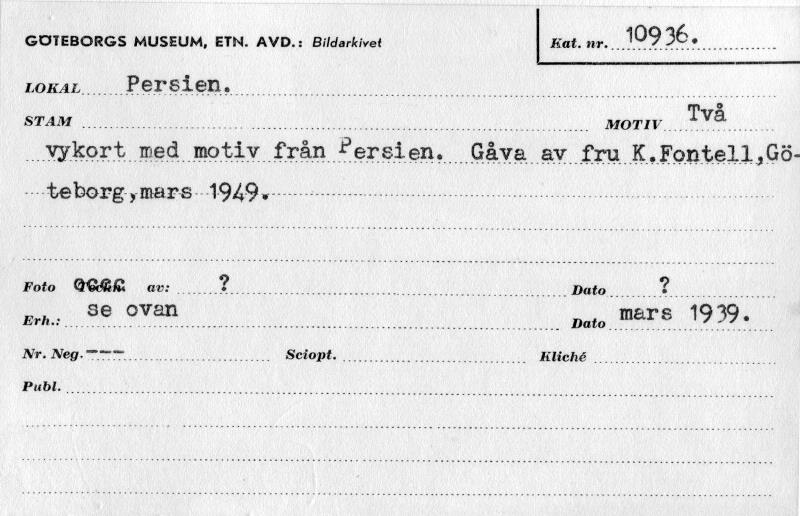 GÖTEBORGS MUSEUM, ETN. AVD.: Bildarkivet
Kat. nr. 10936.
LOKAL Persien.
STAM MOTIV Två
vykort med motiv från Persien. Gåva av fru K.Fontell,Gö-
teborg,mars 1949.
Foto Teckn. av: ? Dato ?
Erh.: se ovan Dato mars 1939.
Nr. Neg. --- Sciopt. Kliché
Publ.